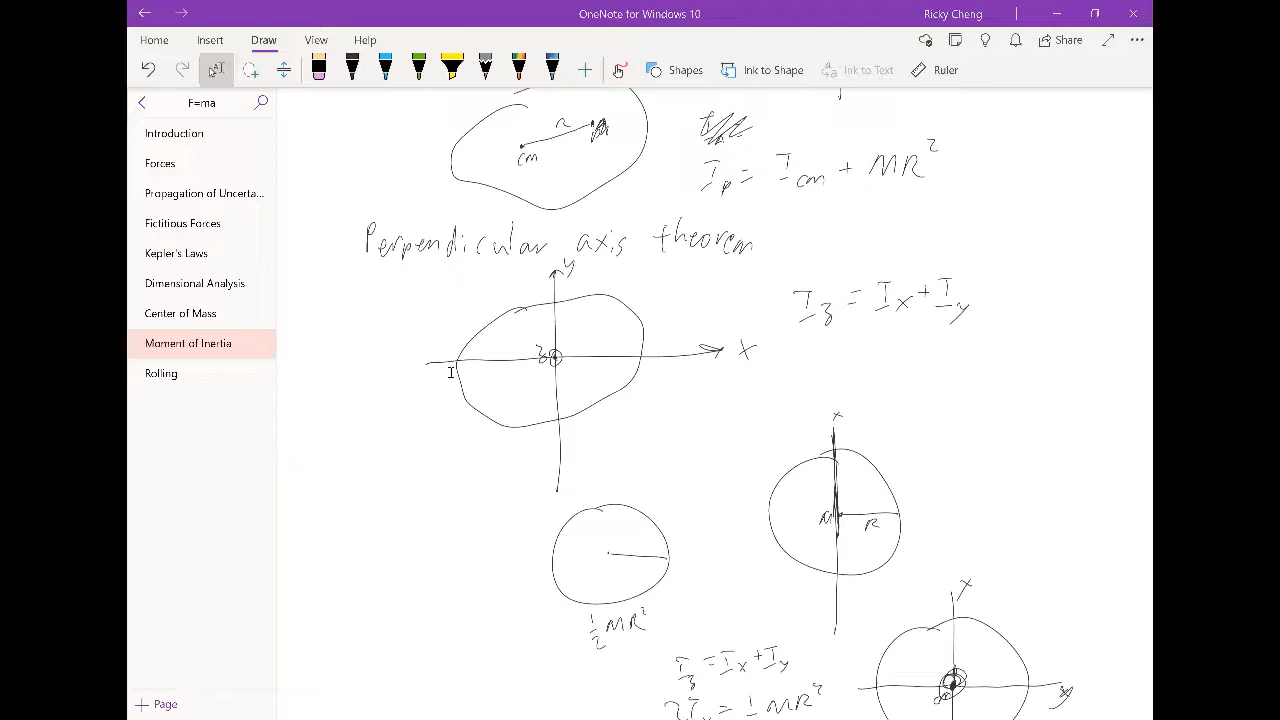 OneNote for Windows 10
Ricky Cheng
Home Insert Draw View Help
Share
Shapes Ink to Shape Ink to Text Ruler
F=ma
Introduction
Forces
Propagation of Uncerta...
Fictitious Forces
Kepler's Laws
Dimensional Analysis
Center of Mass
Moment of Inertia
Rolling
Page
R
cm
I_p = I_cm + MR²
Perpendicular axis theorem
y
I_z = I_x + I_y
z
x
x
M
R
½MR²
x
I_z = I_x + I_y
y